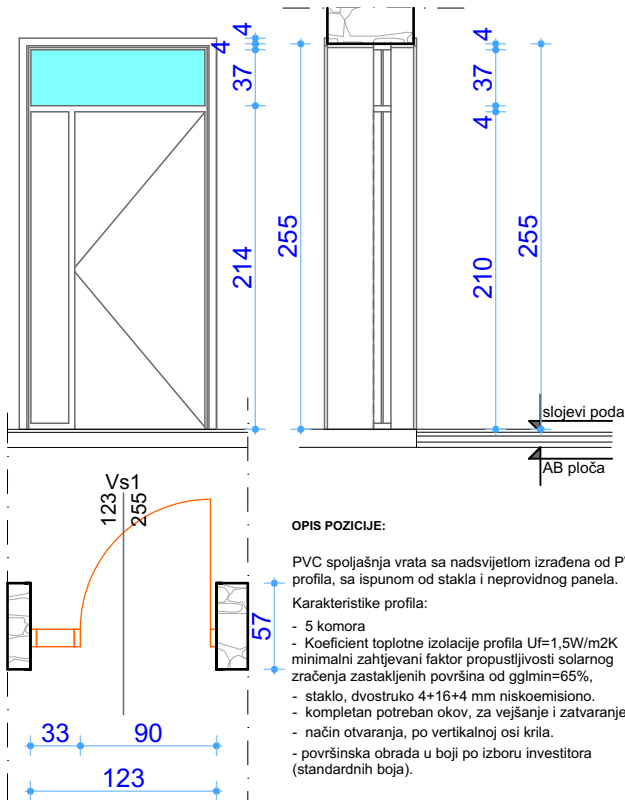 4
4
37
214
255
4
37
4
210
255
slojevi poda
AB ploča
Vs1
123
255
57
33
90
123
OPIS POZICIJE:
PVC spoljašnja vrata sa nadsvijetlom izrađena od
profila, sa ispunom od stakla i neprovidnog panela.
Karakteristike profila:
- 5 komora
- Koeficient toplotne izolacije profila Uf=1,5W/m2K
minimalni zahtjevani faktor propustljivosti solarnog
zračenja zastakljenih površina od gglmin=65%,
- staklo, dvostruko 4+16+4 mm niskoemisiono.
- kompletan potreban okov, za vejšanje i zatvaranje
- način otvaranja, po vertikalnoj osi krila.
- površinska obrada u boji po izboru investitora
(standardnih boja).